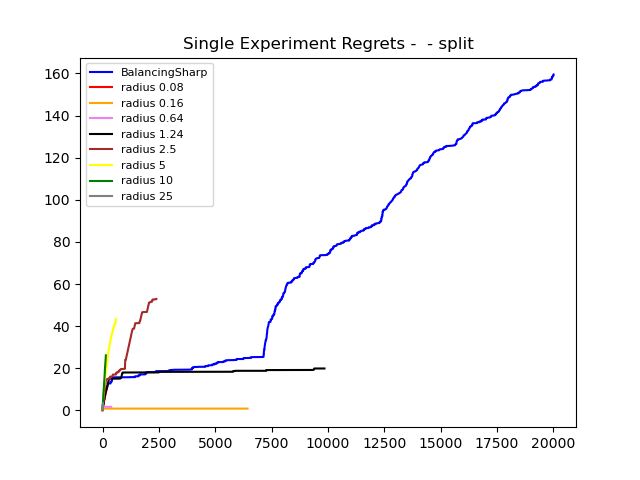 Single Experiment Regrets -  - split
BalancingSharp
radius 0.08
radius 0.16
radius 0.64
radius 1.24
radius 2.5
radius 5
radius 10
radius 25
160
140
120
100
80
60
40
20
0
0 2500 5000 7500 10000 12500 15000 17500 20000